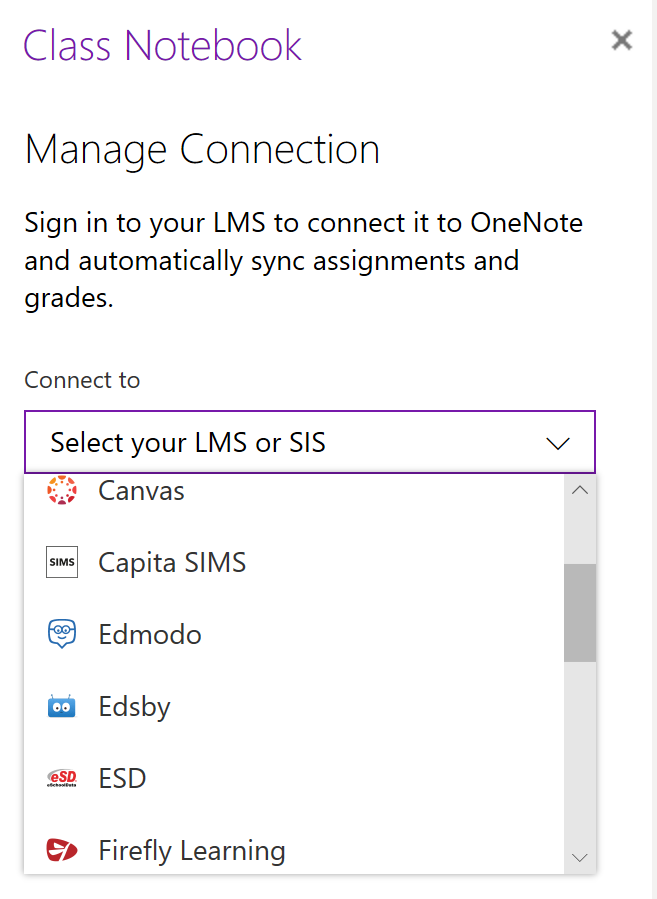 Class Notebook
Manage Connection
Sign in to your LMS to connect it to OneNote
and automatically sync assignments and
grades.
Connect to
Select your LMS or SIS
Canvas
SIMS Capita SIMS
Edmodo
Edsby
eSD eSchoolData ESD
Firefly Learning